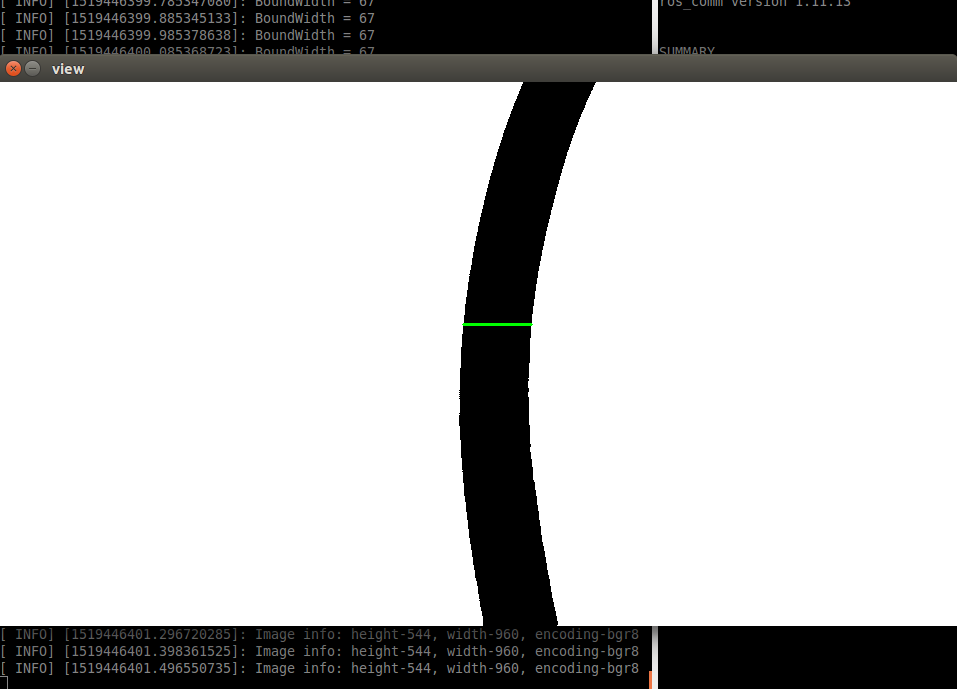 [ INFO] [1519446399.785347080]: BoundWidth = 67
ros_comm version 1.11.13
[ INFO] [1519446399.885345133]: BoundWidth = 67
[ INFO] [1519446399.985378638]: BoundWidth = 67
[ INFO] [1519446400.085368723]: BoundWidth = 67
SUMMARY
view
[ INFO] [1519446401.296720285]: Image info: height-544, width-960, encoding-bgr8
[ INFO] [1519446401.398361525]: Image info: height-544, width-960, encoding-bgr8
[ INFO] [1519446401.496550735]: Image info: height-544, width-960, encoding-bgr8